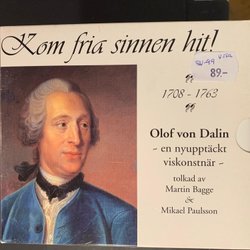 Kom fria sinnen hit!
89:-
1708 - 1763
Olof von Dalin
- en nyupptäckt
viskonstnär -
tolkad av
Martin Bagge
&
Mikael Paulsson